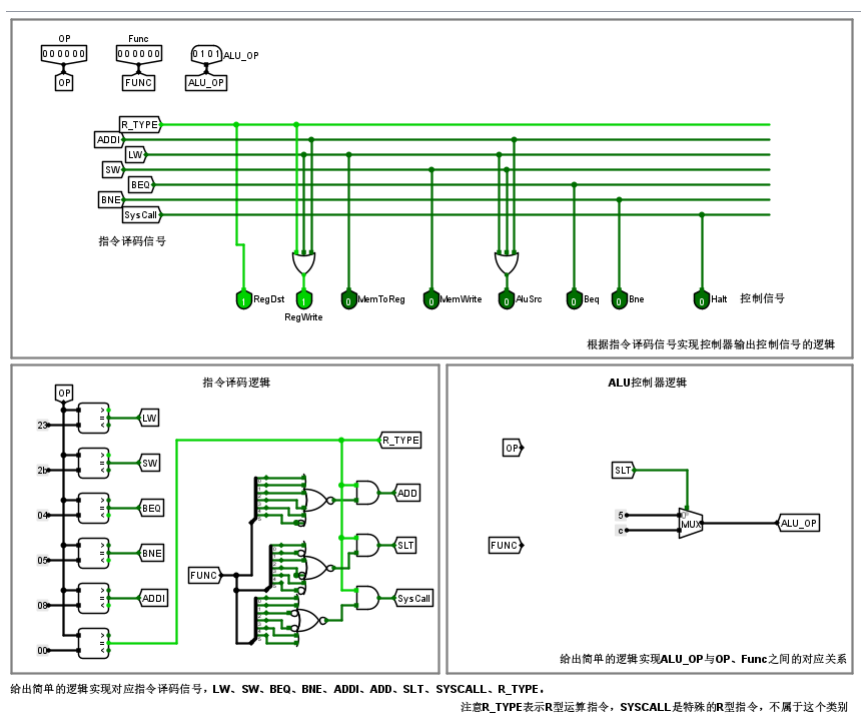 OP Func
000000 000000 0101 ALU_OP
OP FUNC ALU_OP
R_TYPE
ADDI
LW
SW
BEQ
BNE
SysCall
指令译码信号
1 RegDst 1 0 MemToReg 0 MemWrite 0 AluSrc 0 Beq 0 Bne 0 Halt 控制信号
RegWrite
根据指令译码信号实现控制器输出控制信号的逻辑
指令译码逻辑
OP
23 > = < LW
2b > = < SW
04 > = < BEQ
05 > = < BNE
08 > = < ADDI
00 > = <
R_TYPE
ADD
SLT
FUNC
SysCall
ALU控制器逻辑
OP
SLT
5 0
c MUX ALU_OP
FUNC
给出简单的逻辑实现ALU_OP与OP、Func之间的对应关系
给出简单的逻辑实现对应指令译码信号，LW、SW、BEQ、BNE、ADDI、ADD、SLT、SYSCALL、R_TYPE，
注意R_TYPE表示R型运算指令，SYSCALL是特殊的R型指令，不属于这个类别